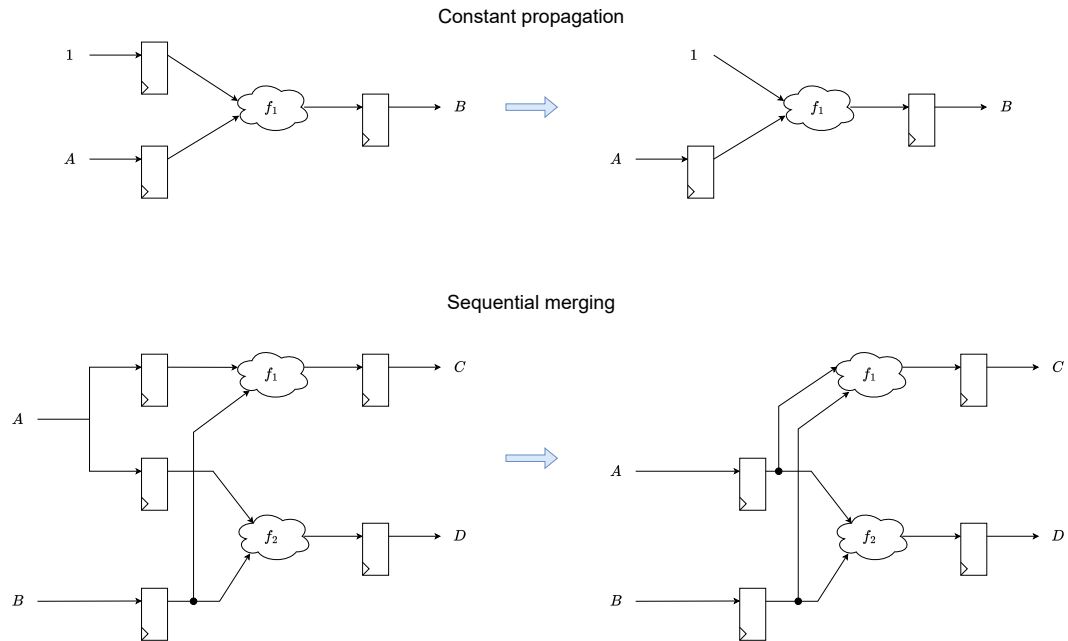 Constant propagation
1
1
f₁
f₁
B
B
A
A
Sequential merging
f₁
f₁
C
C
A
A
f₂
f₂
D
D
B
B